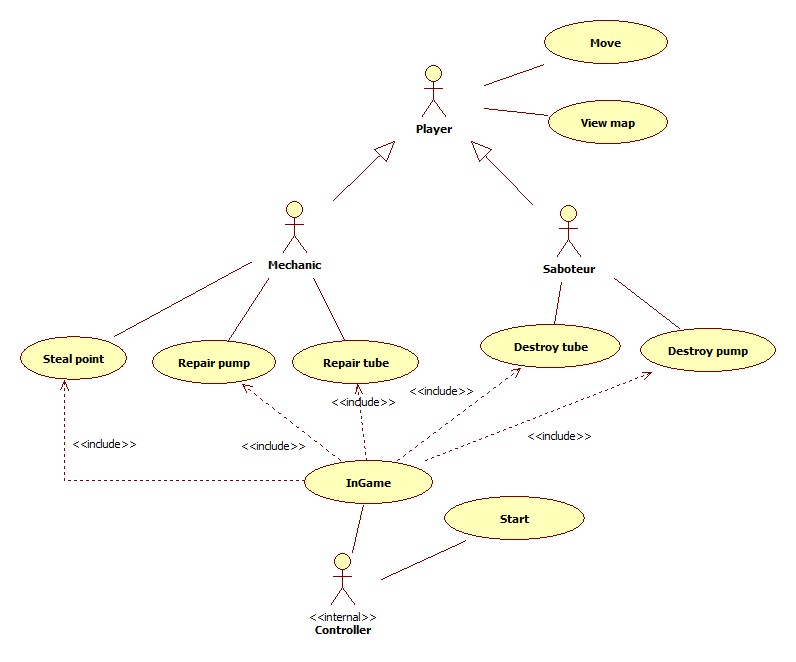 Move
Player
View map
Mechanic
Saboteur
Steal point
Repair pump
Repair tube
Destroy tube
Destroy pump
<<include>>
<<include>>
<<include>>
<<include>>
<<include>>
InGame
Start
<<internal>>
Controller